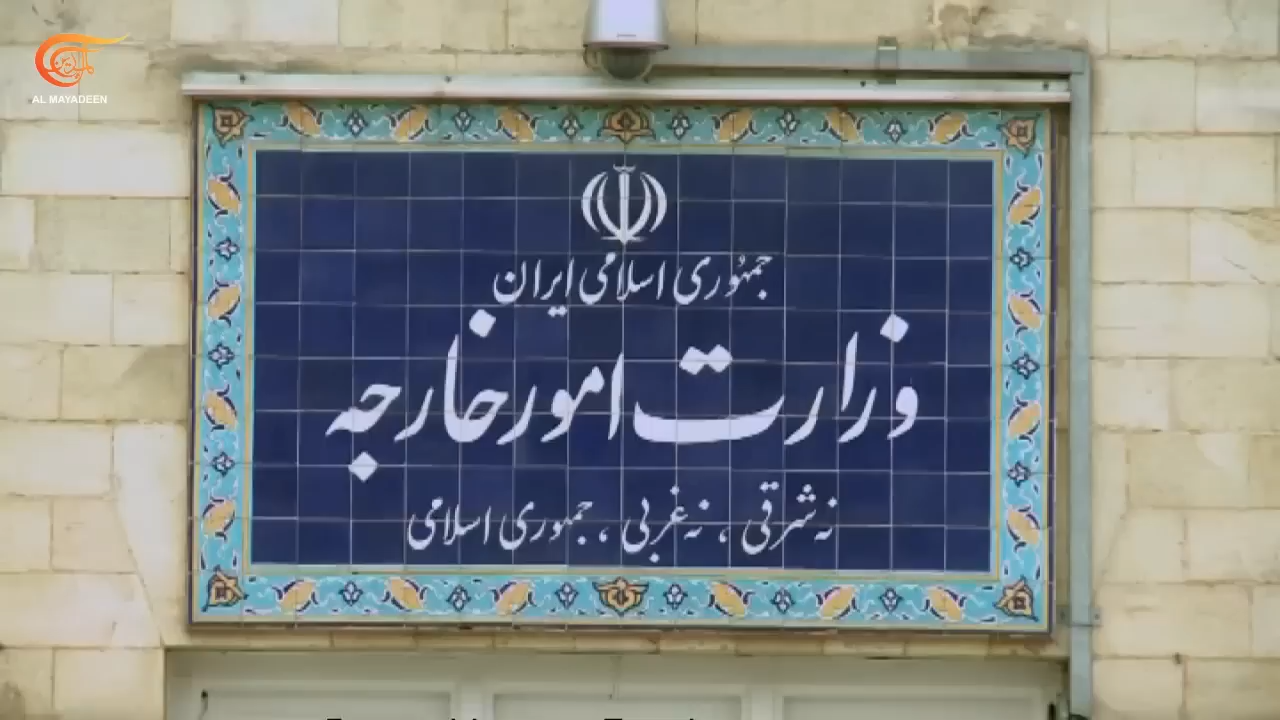 AL MAYADEEN
جمهوری اسلامی ایران
وزارت امور خارجه
نه شرقی ، نه غربی ، جمهوری اسلامی